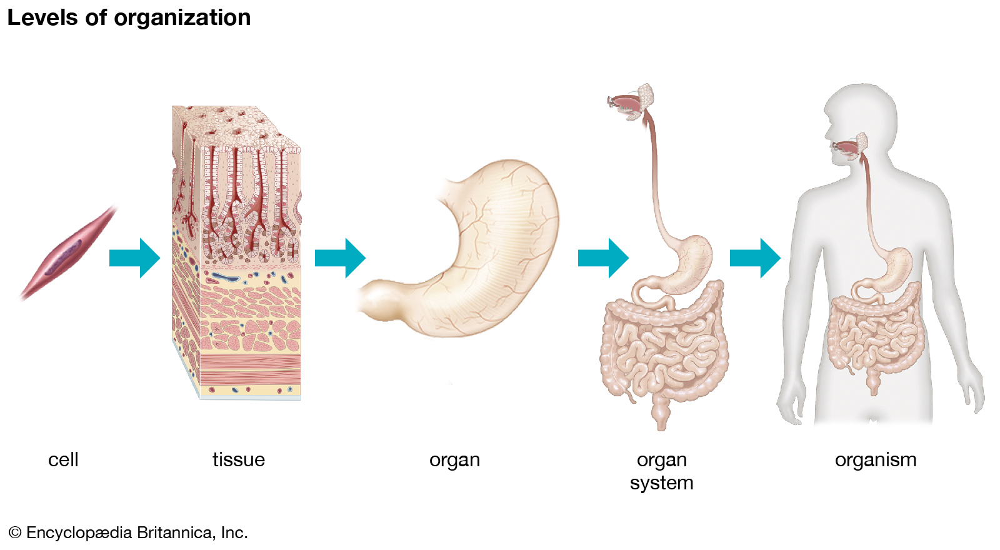 Levels of organization
cell
tissue
organ
organ
system
organism
© Encyclopædia Britannica, Inc.